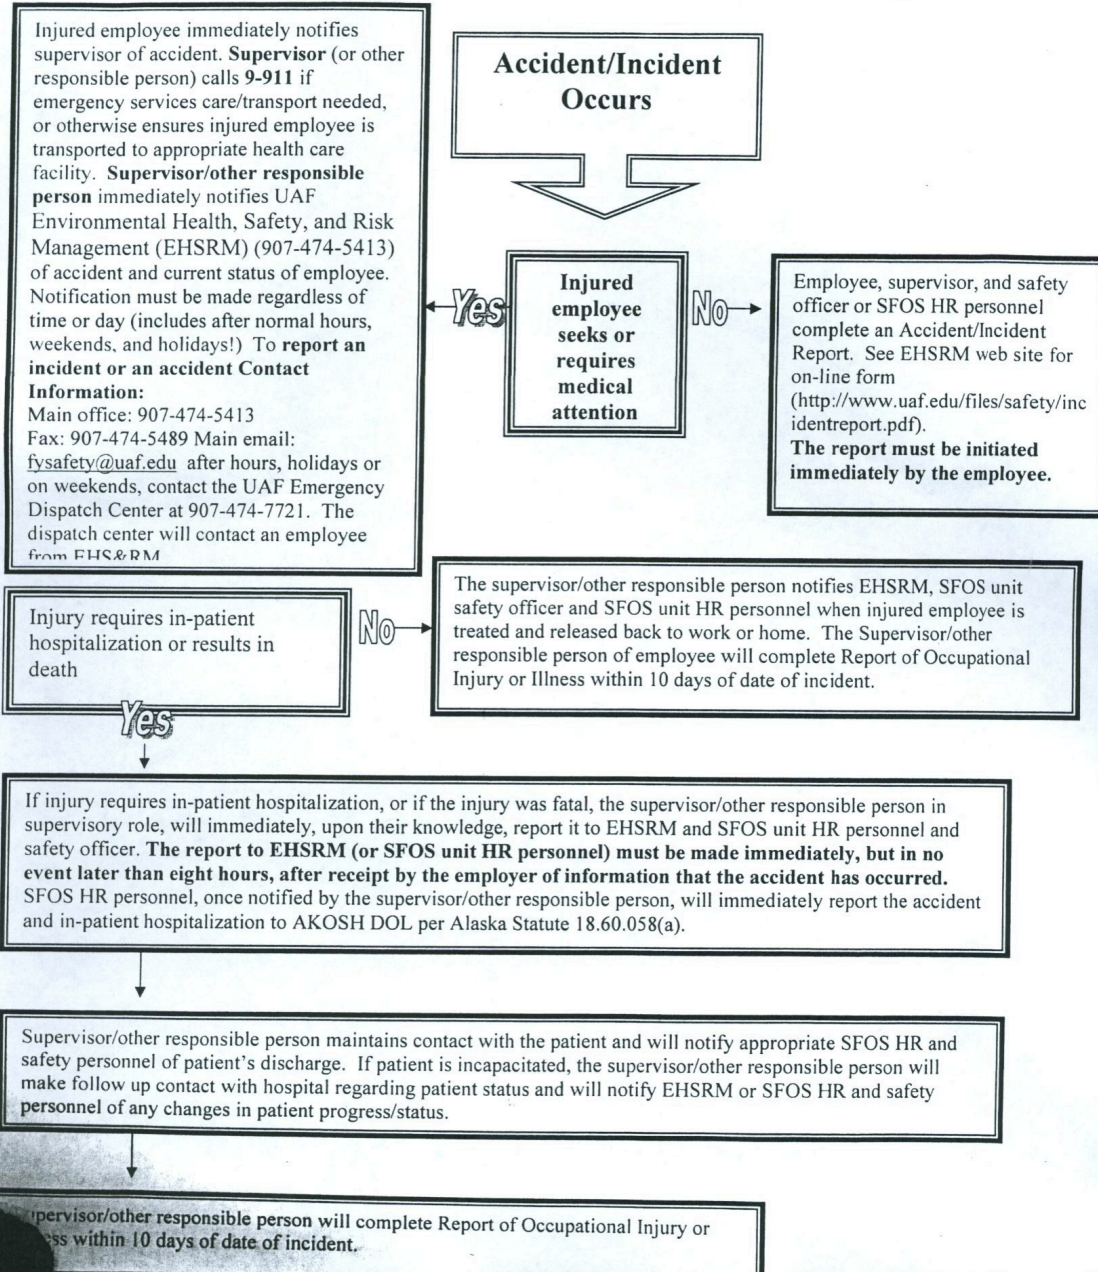 Accident/Incident
Occurs
Injured employee immediately notifies
supervisor of accident. Supervisor (or other
responsible person) calls 9-911 if
emergency services care/transport needed,
or otherwise ensures injured employee is
transported to appropriate health care
facility. Supervisor/other responsible
person immediately notifies UAF
Environmental Health, Safety, and Risk
Management (EHSRM) (907-474-5413)
of accident and current status of employee.
Notification must be made regardless of
time or day (includes after normal hours,
weekends, and holidays!) To report an
incident or an accident Contact
Information:
Main office: 907-474-5413
Fax: 907-474-5489 Main email:
fysafety@uaf.edu after hours, holidays or
on weekends, contact the UAF Emergency
Dispatch Center at 907-474-7721. The
dispatch center will contact an employee
from EHS&RM
Yes
Injured
employee
seeks or
requires
medical
attention
No
Employee, supervisor, and safety
officer or SFOS HR personnel
complete an Accident/Incident
Report. See EHSRM web site for
on-line form
(http://www.uaf.edu/files/safety/inc
identreport.pdf).
The report must be initiated
immediately by the employee.
Injury requires in-patient
hospitalization or results in
death
No
The supervisor/other responsible person notifies EHSRM, SFOS unit
safety officer and SFOS unit HR personnel when injured employee is
treated and released back to work or home. The Supervisor/other
responsible person of employee will complete Report of Occupational
Injury or Illness within 10 days of date of incident.
Yes
If injury requires in-patient hospitalization, or if the injury was fatal, the supervisor/other responsible person in
supervisory role, will immediately, upon their knowledge, report it to EHSRM and SFOS unit HR personnel and
safety officer. The report to EHSRM (or SFOS unit HR personnel) must be made immediately, but in no
event later than eight hours, after receipt by the employer of information that the accident has occurred.
SFOS HR personnel, once notified by the supervisor/other responsible person, will immediately report the accident
and in-patient hospitalization to AKOSH DOL per Alaska Statute 18.60.058(a).
Supervisor/other responsible person maintains contact with the patient and will notify appropriate SFOS HR and
safety personnel of patient's discharge. If patient is incapacitated, the supervisor/other responsible person will
make follow up contact with hospital regarding patient status and will notify EHSRM or SFOS HR and safety
personnel of any changes in patient progress/status.
pervisor/other responsible person will complete Report of Occupational Injury or
ss within 10 days of date of incident.